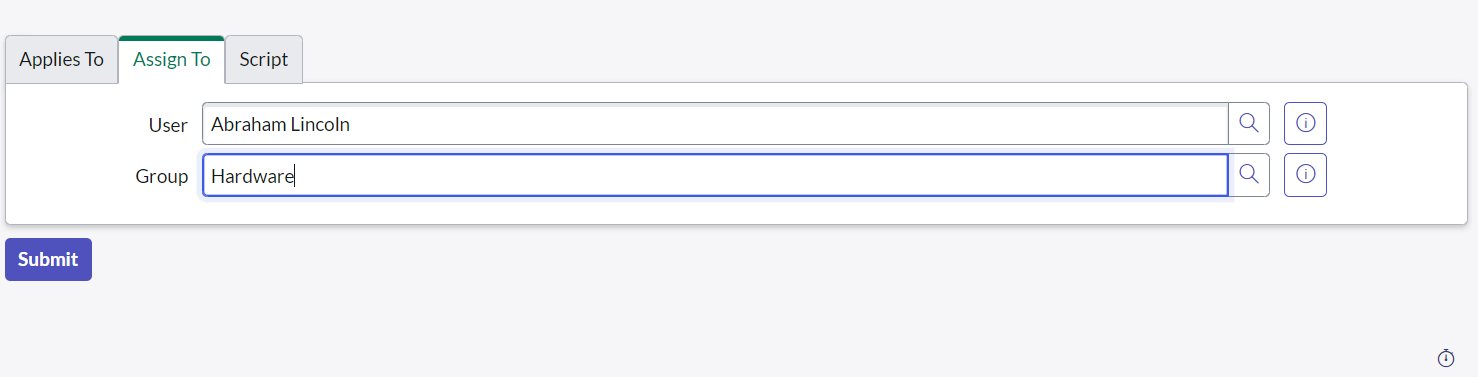 Applies To Assign To Script
User Abraham Lincoln
Group Hardware
Submit